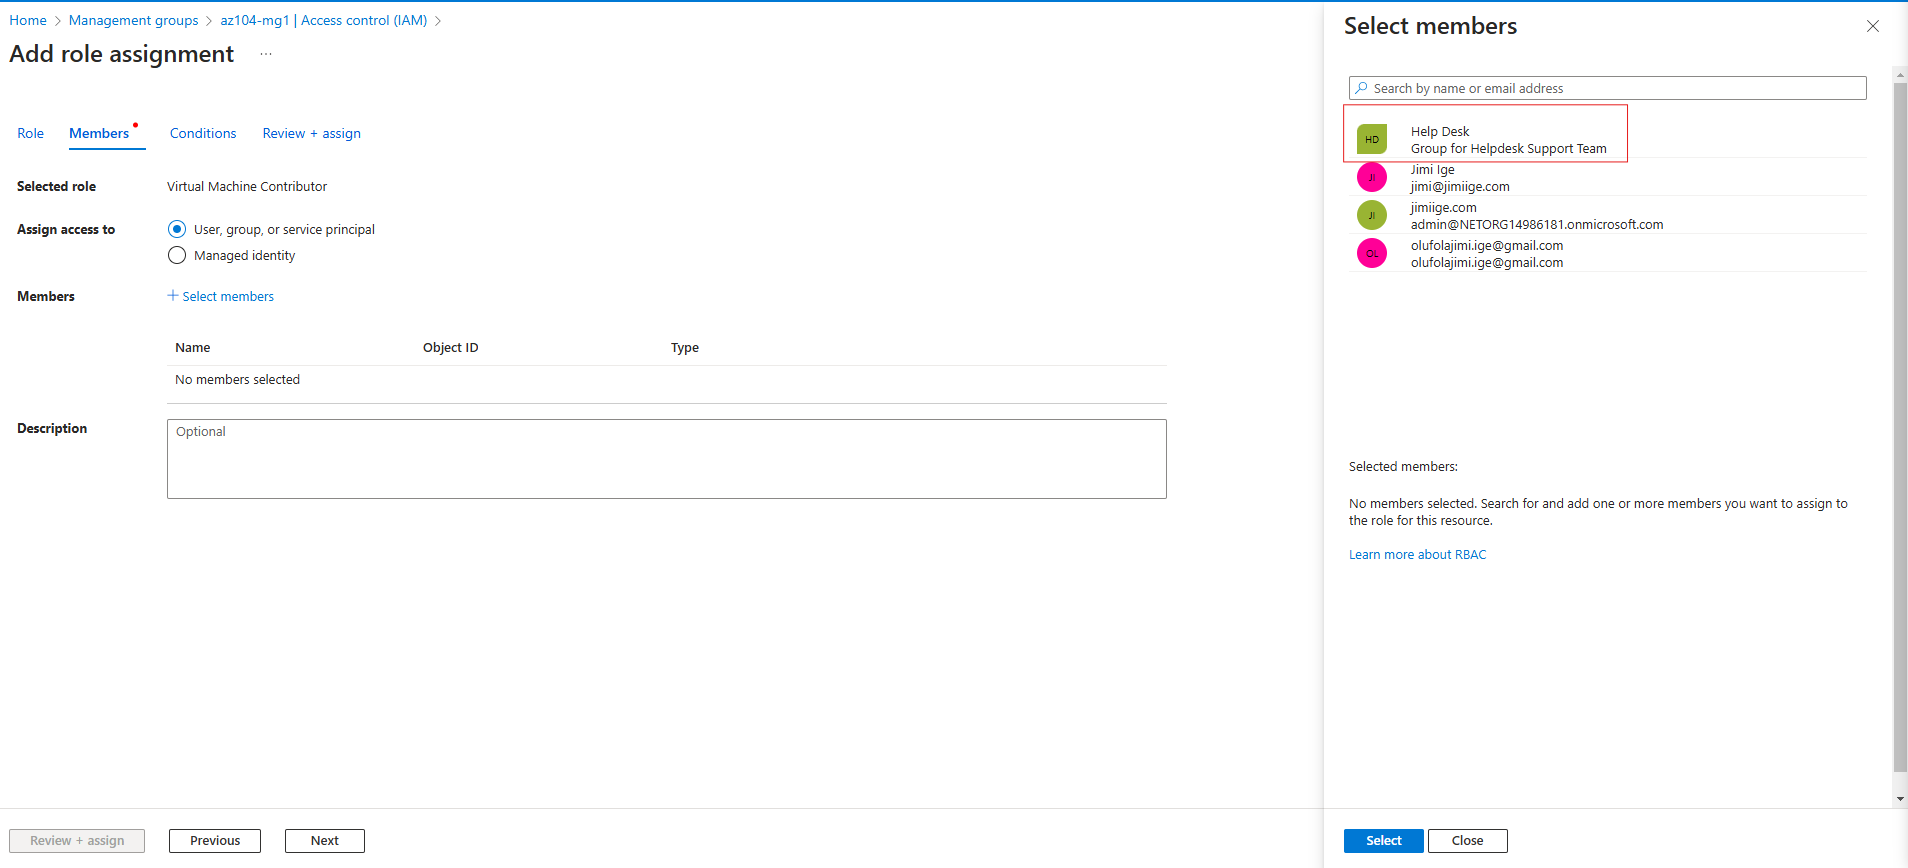 Home > Management groups > az104-mg1 | Access control (IAM) >
Add role assignment ...
Role Members Conditions Review + assign
Selected role Virtual Machine Contributor
Assign access to User, group, or service principal
Managed identity
Members + Select members
Name Object ID Type
No members selected
Description Optional
Review + assign Previous Next
Select members
Search by name or email address
HD Help Desk
Group for Helpdesk Support Team
JI Jimi Ige
jimi@jimiige.com
JI jimiige.com
admin@NETORG14986181.onmicrosoft.com
OL olufolajimi.ige@gmail.com
olufolajimi.ige@gmail.com
Selected members:
No members selected. Search for and add one or more members you want to assign to
the role for this resource.
Learn more about RBAC
Select Close